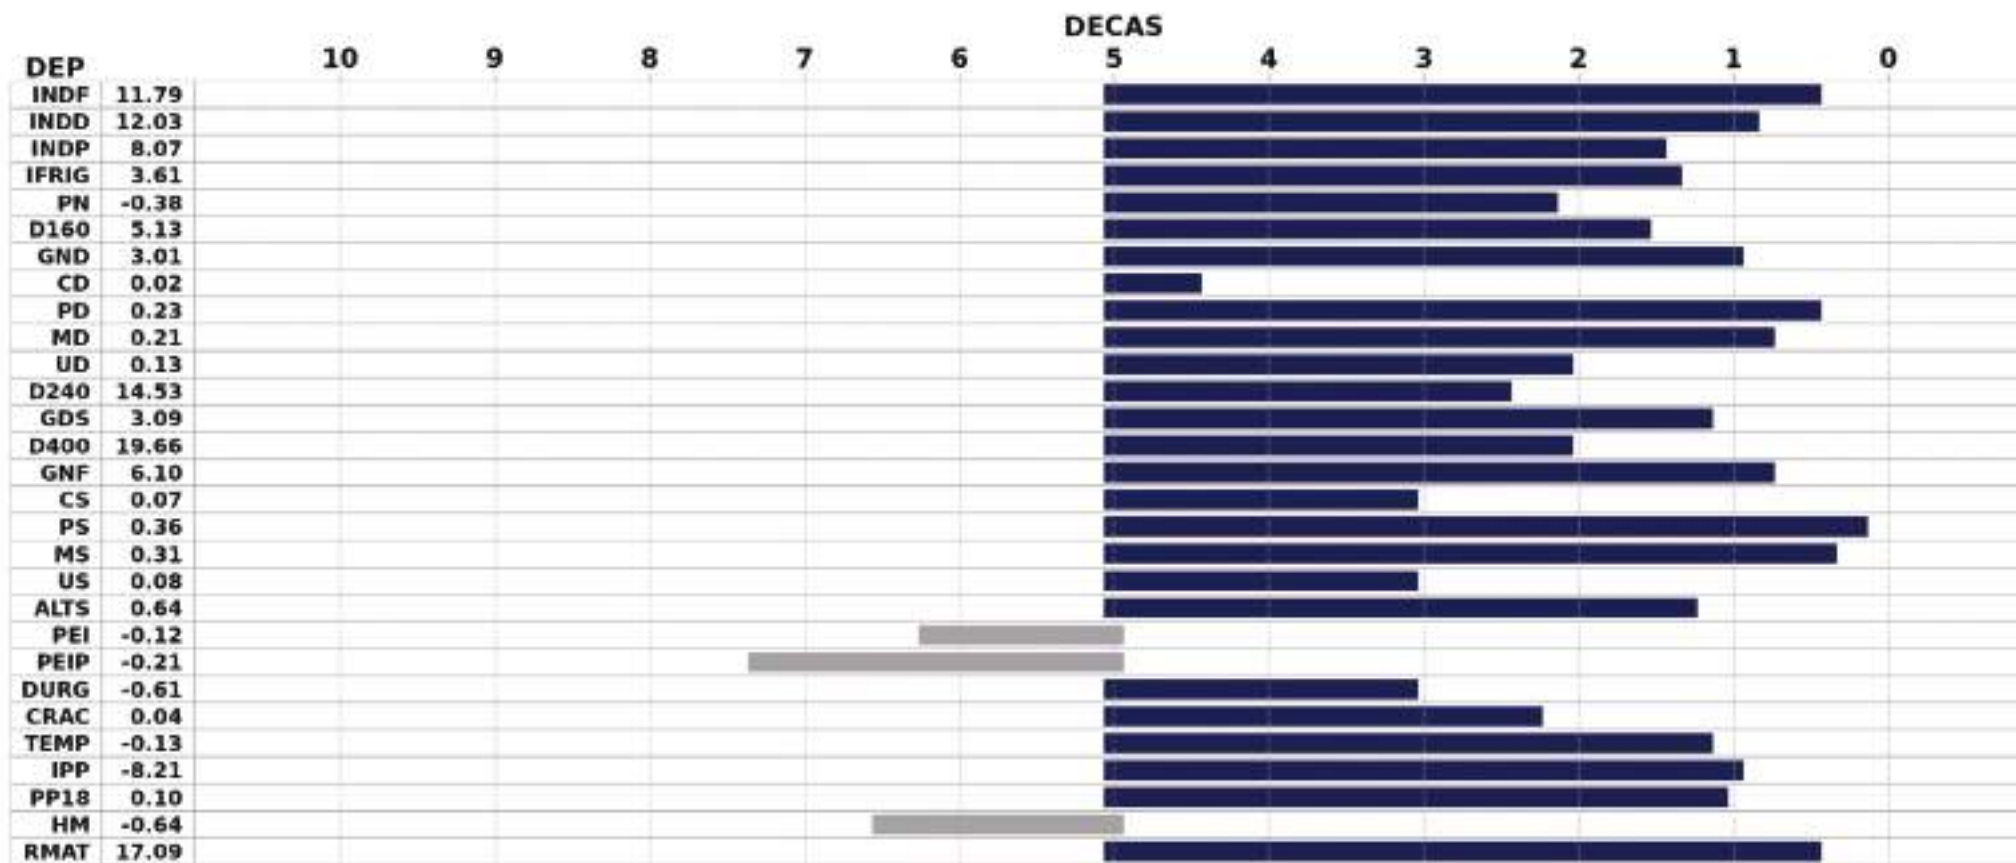 DECAS
DEP 10 9 8 7 6 5 4 3 2 1 0
INDF 11.79
INDD 12.03
INDP 8.07
IFRIG 3.61
PN -0.38
D160 5.13
GND 3.01
CD 0.02
PD 0.23
MD 0.21
UD 0.13
D240 14.53
GDS 3.09
D400 19.66
GNF 6.10
CS 0.07
PS 0.36
MS 0.31
US 0.08
ALTS 0.64
PEI -0.12
PEIP -0.21
DURG -0.61
CRAC 0.04
TEMP -0.13
IPP -8.21
PP18 0.10
HM -0.64
RMAT 17.09